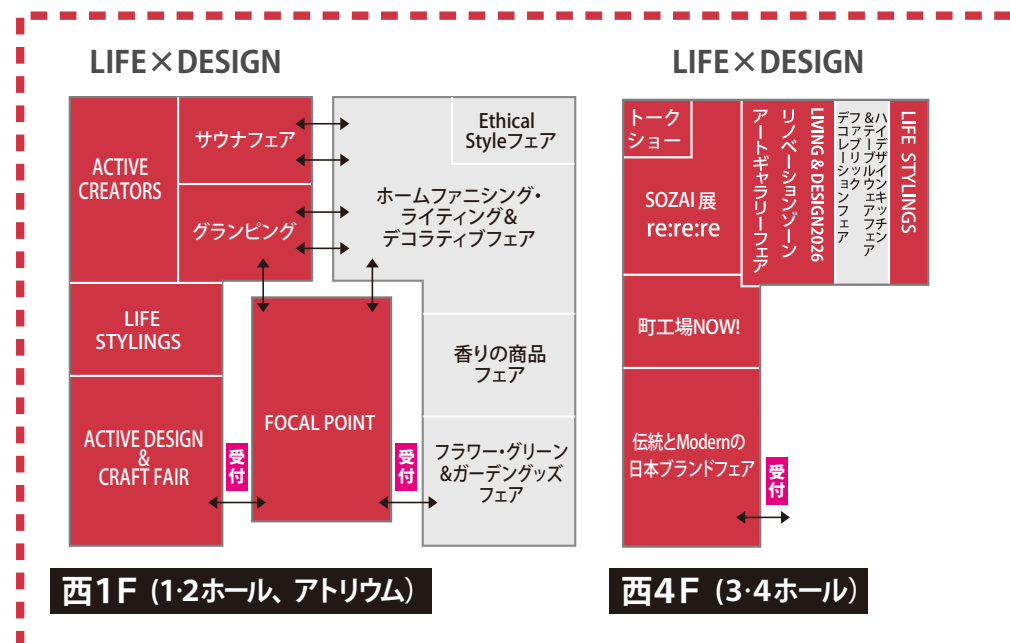 LIFE×DESIGN
ACTIVE
CREATORS
サウナフェア
グランピング
LIFE
STYLINGS
ACTIVE DESIGN
&
CRAFT FAIR
受付
FOCAL POINT
受付
Ethical
Styleフェア
ホームファニシング・
ライティング&
デコラティブフェア
香りの商品
フェア
フラワー・グリーン
&ガーデングッズ
フェア
西1F (1·2ホール、アトリウム)
LIFE×DESIGN
トーク
ショー
SOZAI 展
re:re:re
LIFE STYLINGS
ハイデザインキッチン
&テーブルウェアフェア
ファブリック
デコレーションフェア
LIVING & DESIGN2026
リノベーションゾーン
アートギャラリーフェア
町工場NOW!
伝統とModernの
日本ブランドフェア
受付
西4F (3·4ホール)